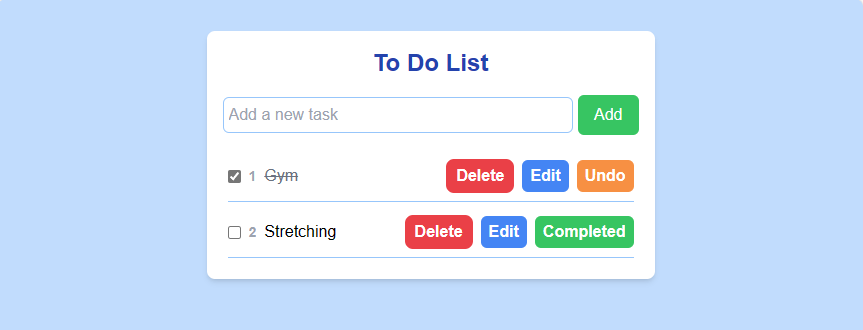 To Do List
Add a new task Add
1 Gym Delete Edit Undo
2 Stretching Delete Edit Completed